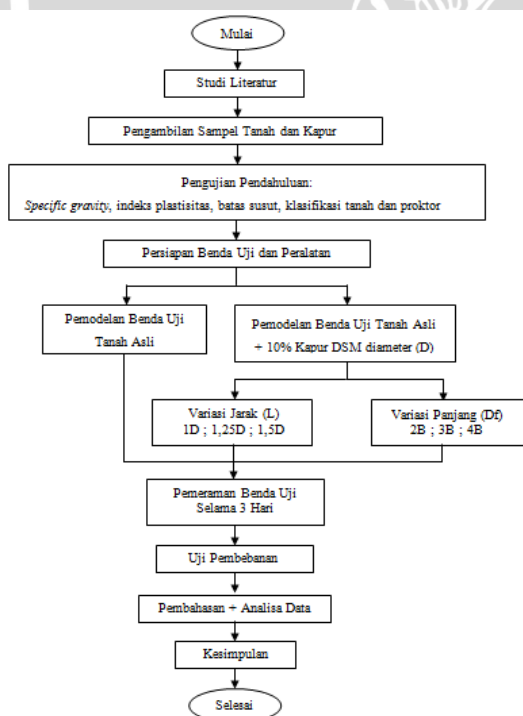 Mulai
Studi Literatur
Pengambilan Sampel Tanah dan Kapur
Pengujian Pendahuluan:
Specific gravity, indeks plastisitas, batas susut, klasifikasi tanah dan proktor
Persiapan Benda Uji dan Peralatan
Pemodelan Benda Uji
Tanah Asli
Pemodelan Benda Uji Tanah Asli
+ 10% Kapur DSM diameter (D)
Variasi Jarak (L)
1D ; 1,25D ; 1,5D
Variasi Panjang (Df)
2B ; 3B ; 4B
Pemeraman Benda Uji
Selama 3 Hari
Uji Pembebanan
Pembahasan + Analisa Data
Kesimpulan
Selesai